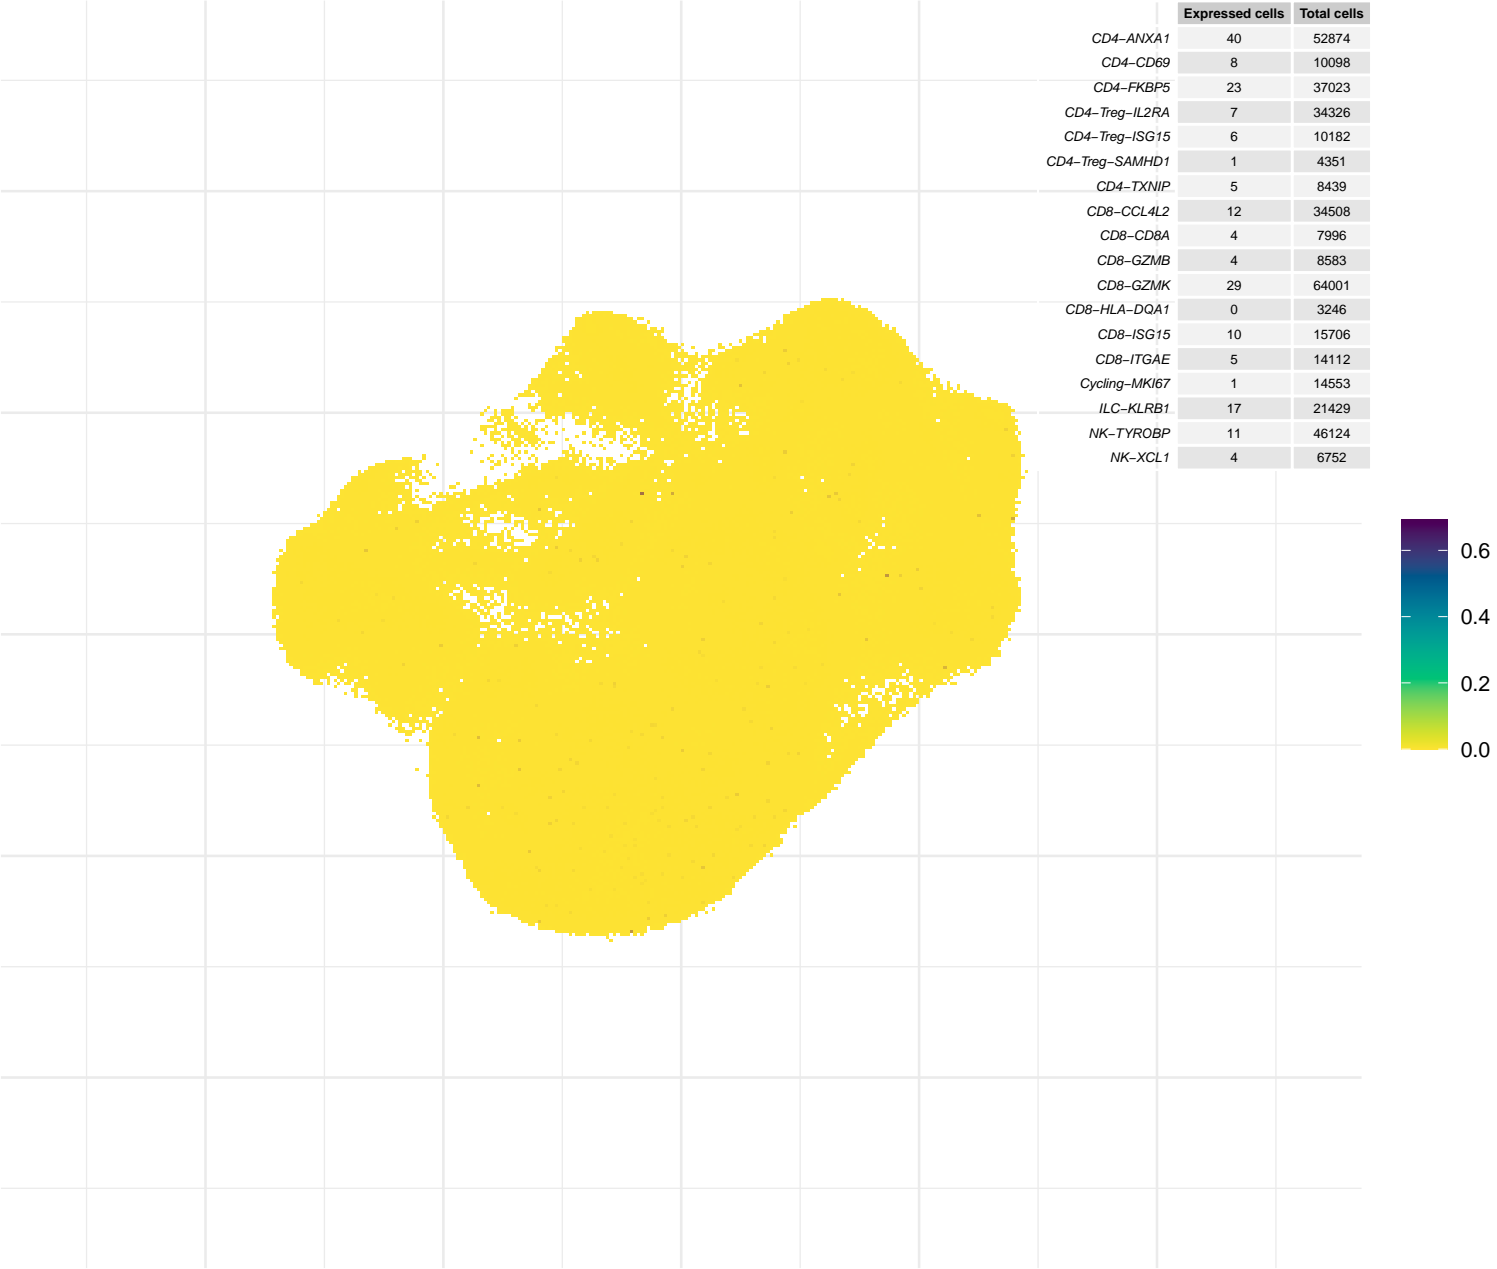 Expressed cells Total cells
CD4−ANXA1 40 52874
CD4−CD69 8 10098
CD4−FKBP5 23 37023
CD4−Treg−IL2RA 7 34326
CD4−Treg−ISG15 6 10182
CD4−Treg−SAMHD1 1 4351
CD4−TXNIP 5 8439
CD8−CCL4L2 12 34508
CD8−CD8A 4 7996
CD8−GZMB 4 8583
CD8−GZMK 29 64001
CD8−HLA−DQA1 0 3246
CD8−ISG15 10 15706
CD8−ITGAE 5 14112
Cycling−MKI67 1 14553
ILC−KLRB1 17 21429
NK−TYROBP 11 46124
NK−XCL1 4 6752
0.6
0.4
0.2
0.0